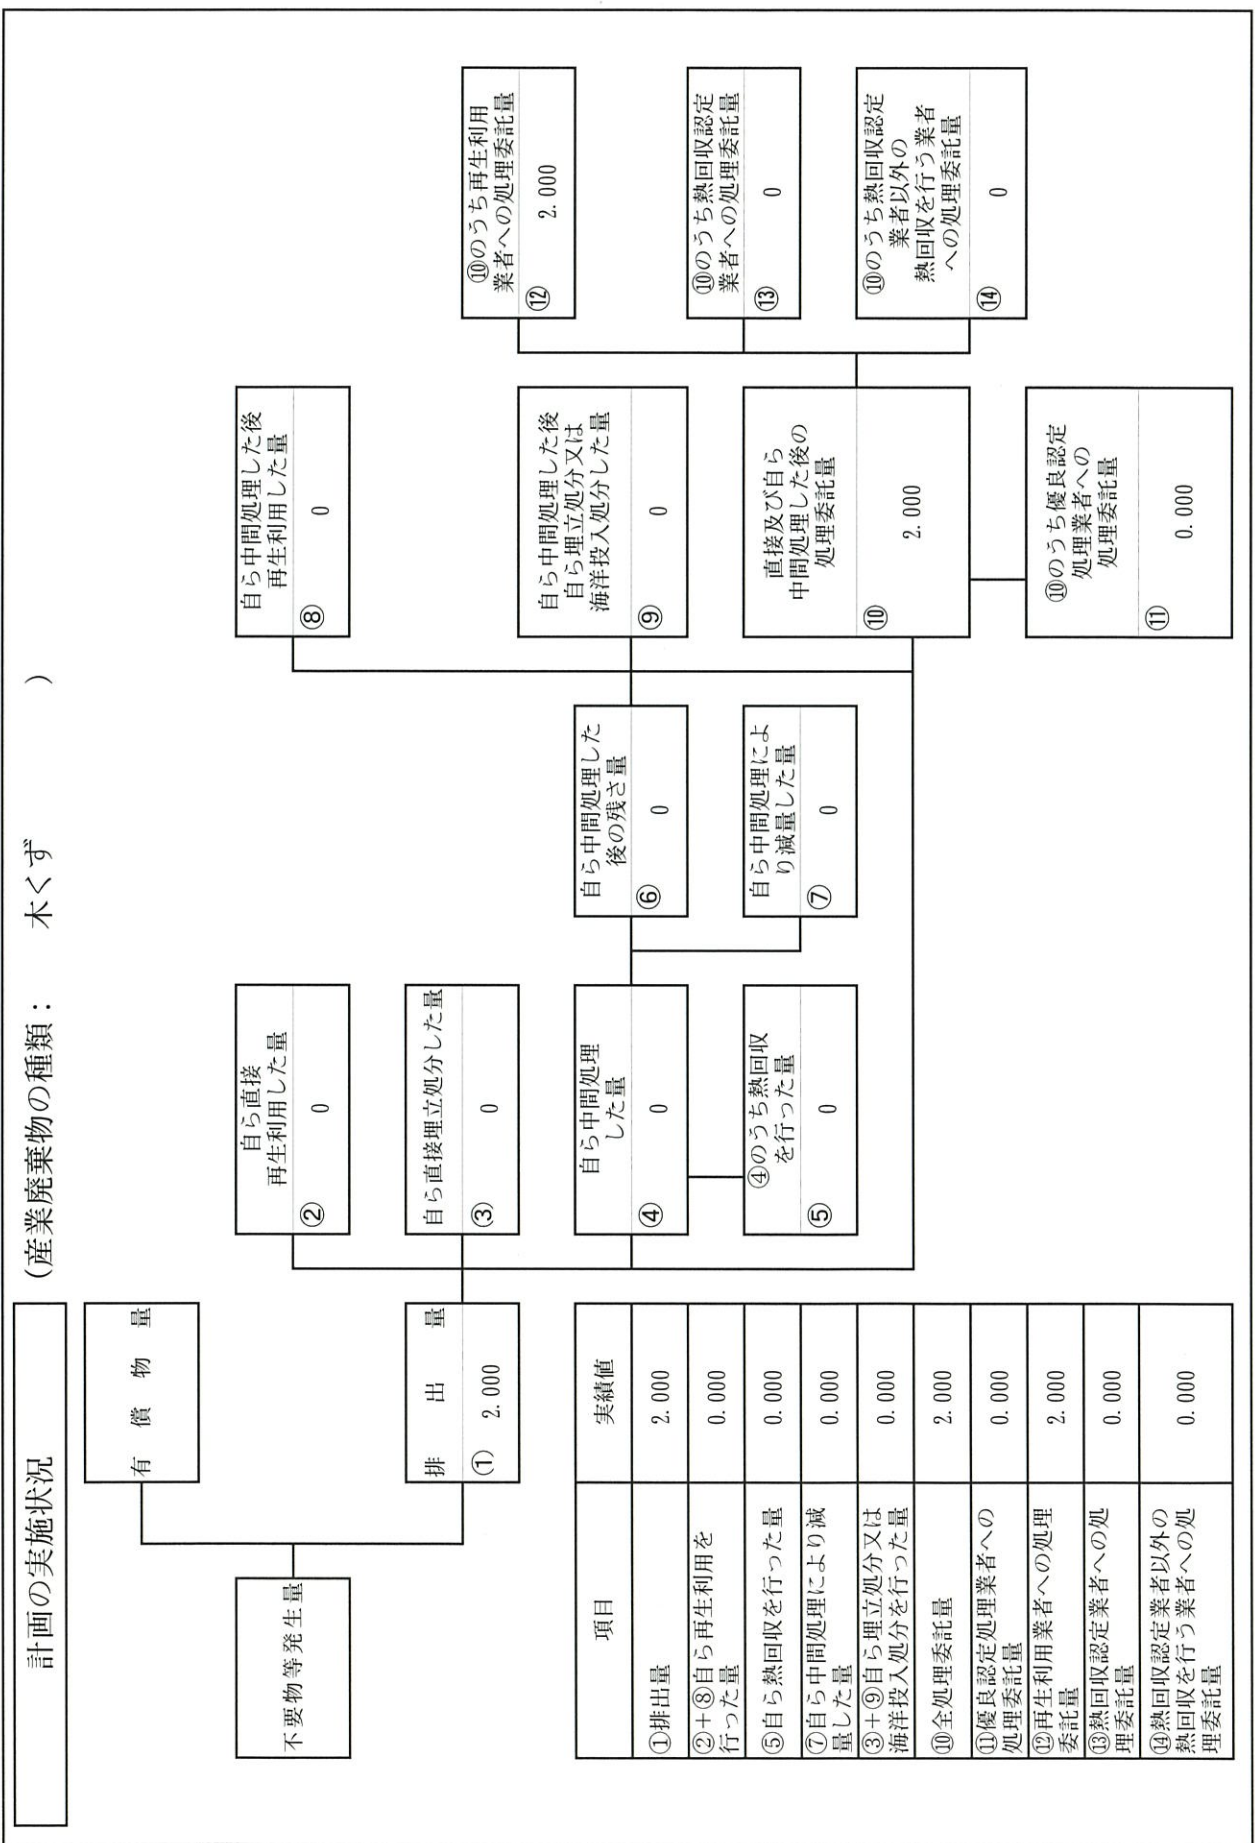 計画の実施状況
(産業廃棄物の種類： 木くず )
不要物等発生量
有 償 物 量
排 出 量
① 2.000
自ら直接
再生利用した量
② 0
自ら直接埋立処分した量
③ 0
自ら中間処理
した量
④ 0
④のうち熱回収
を行った量
⑤ 0
自ら中間処理した
後の残さ量
⑥ 0
自ら中間処理によ
り減量した量
⑦ 0
自ら中間処理した後
再生利用した量
⑧ 0
自ら中間処理した後
自ら埋立処分又は
海洋投入処分した量
⑨ 0
直接及び自ら
中間処理した後の
処理委託量
⑩ 2.000
⑩のうち優良認定
処理業者への
処理委託量
⑪ 0.000
⑩のうち再生利用
業者への処理委託量
⑫ 2.000
⑩のうち熱回収認定
業者への処理委託量
⑬ 0
⑩のうち熱回収認定
業者以外の
熱回収を行う業者
への処理委託量
⑭ 0
項目 実績値
①排出量 2.000
②+⑧自ら再生利用を
行った量 0.000
⑤自ら熱回収を行った量 0.000
⑦自ら中間処理により減
量した量 0.000
③+⑨自ら埋立処分又は
海洋投入処分を行った量 0.000
⑩全処理委託量 2.000
⑪優良認定処理業者への
処理委託量 0.000
⑫再生利用業者への処理
委託量 2.000
⑬熱回収認定業者への処
理委託量 0.000
⑭熱回収認定業者以外の
熱回収を行う業者への処
理委託量 0.000